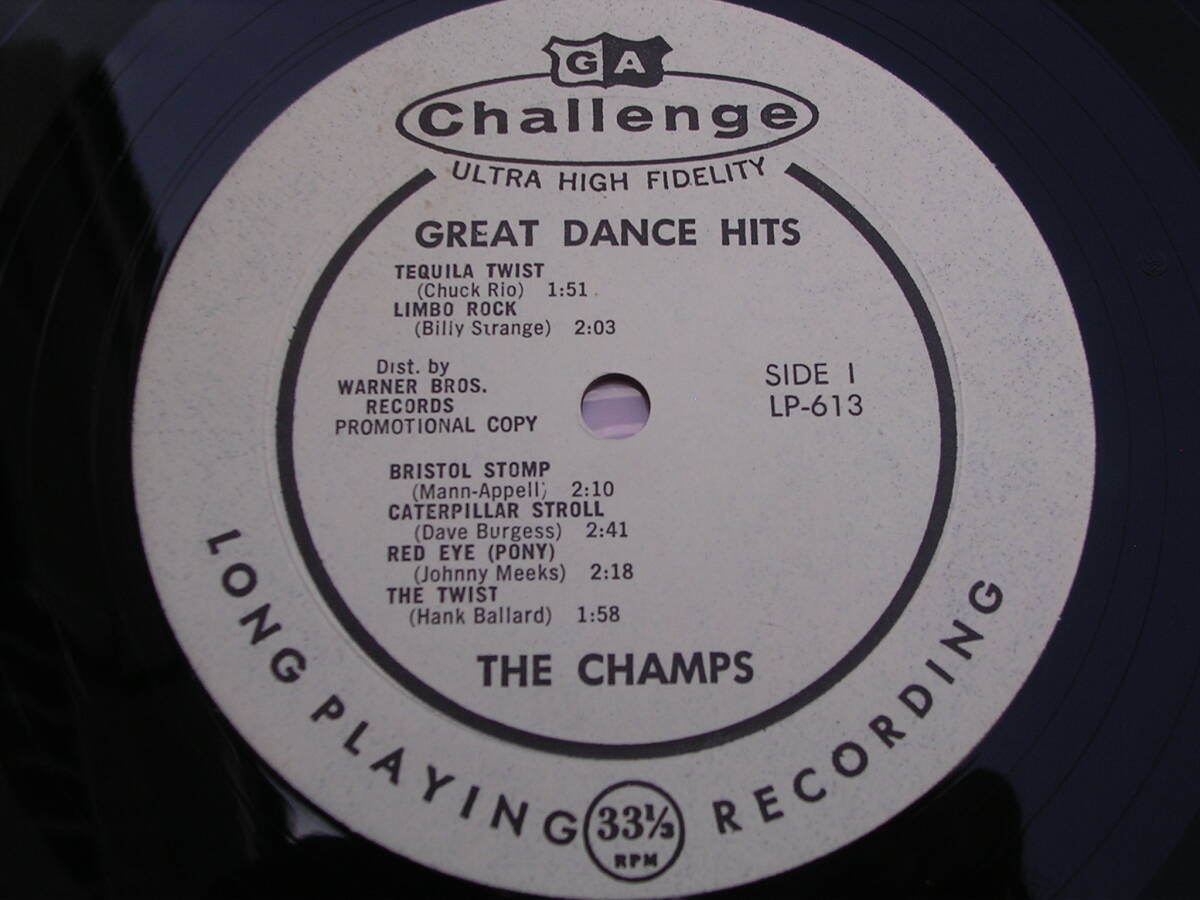 GA
Challenge
ULTRA HIGH FIDELITY
GREAT DANCE HITS
TEQUILA TWIST
(Chuck Rio) 1:51
LIMBO ROCK
(Billy Strange) 2:03
Dist. by
WARNER BROS.
RECORDS
PROMOTIONAL COPY
SIDE I
LP-613
BRISTOL STOMP
(Mann-Appell) 2:10
CATERPILLAR STROLL
(Dave Burgess) 2:41
RED EYE (PONY)
(Johnny Meeks) 2:18
THE TWIST
(Hank Ballard) 1:58
THE CHAMPS
LONG PLAYING RECORDING
33⅓
RPM